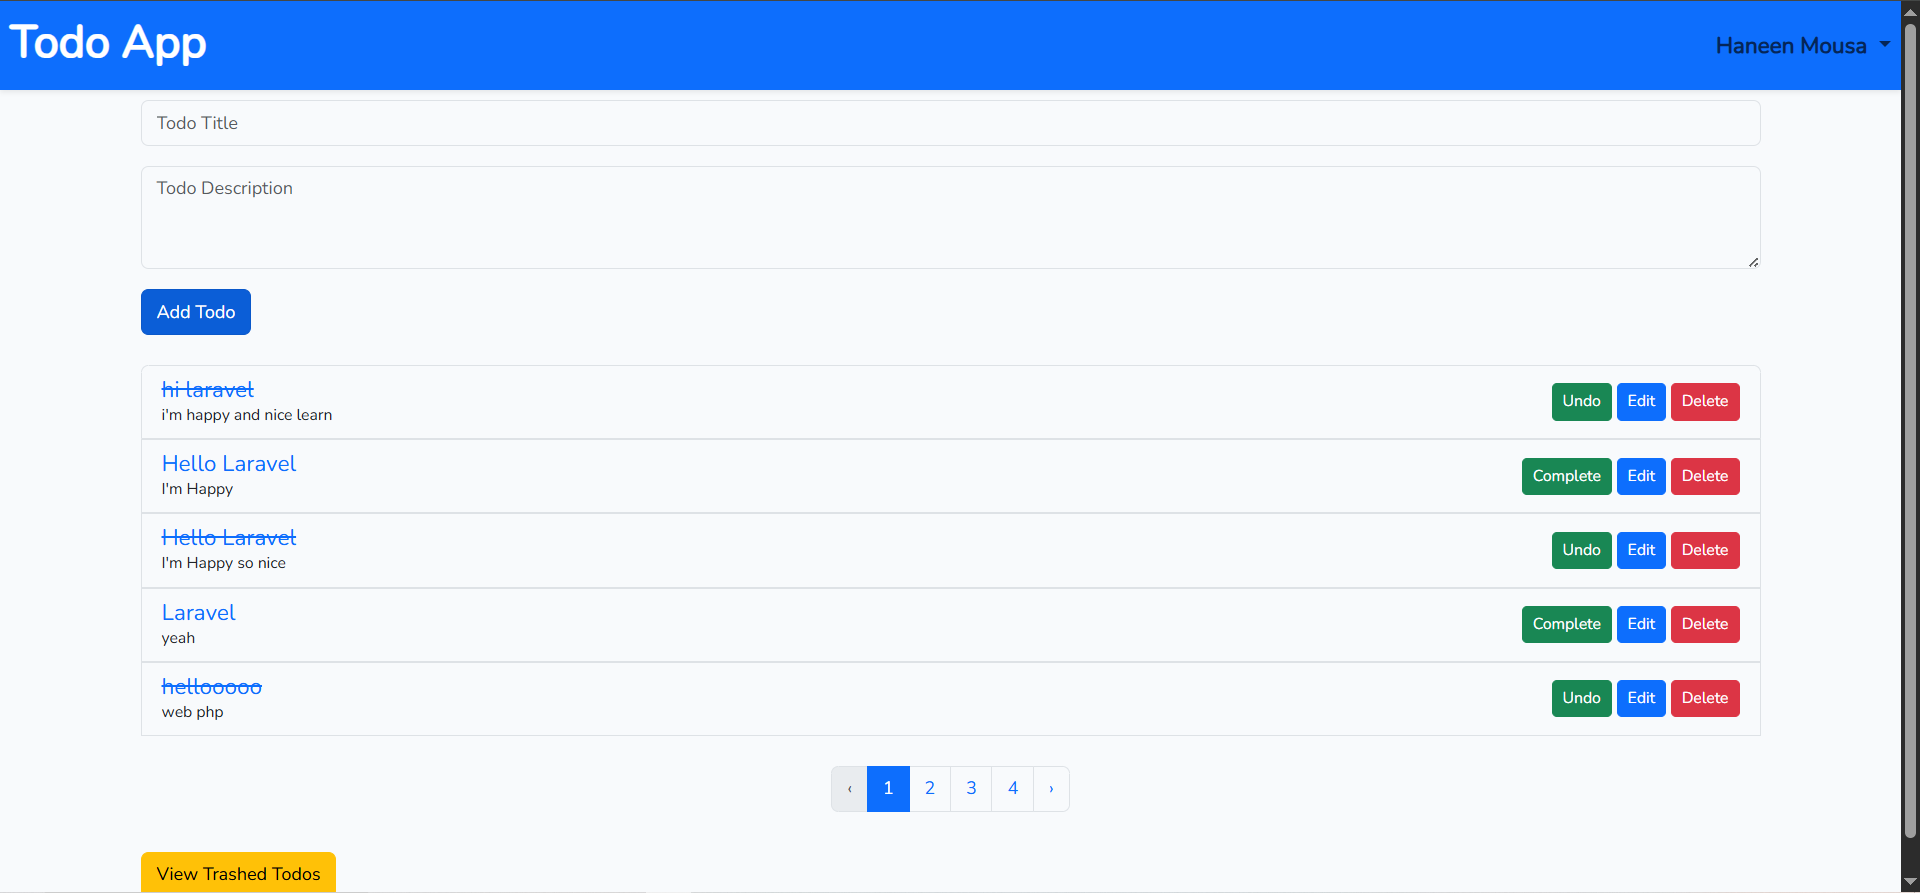 Todo App
Haneen Mousa
Todo Title
Todo Description
Add Todo
hi laravel
i'm happy and nice learn
Undo Edit Delete
Hello Laravel
I'm Happy
Complete Edit Delete
Hello Laravel
I'm Happy so nice
Undo Edit Delete
Laravel
yeah
Complete Edit Delete
hellooooo
web php
Undo Edit Delete
‹ 1 2 3 4 ›
View Trashed Todos